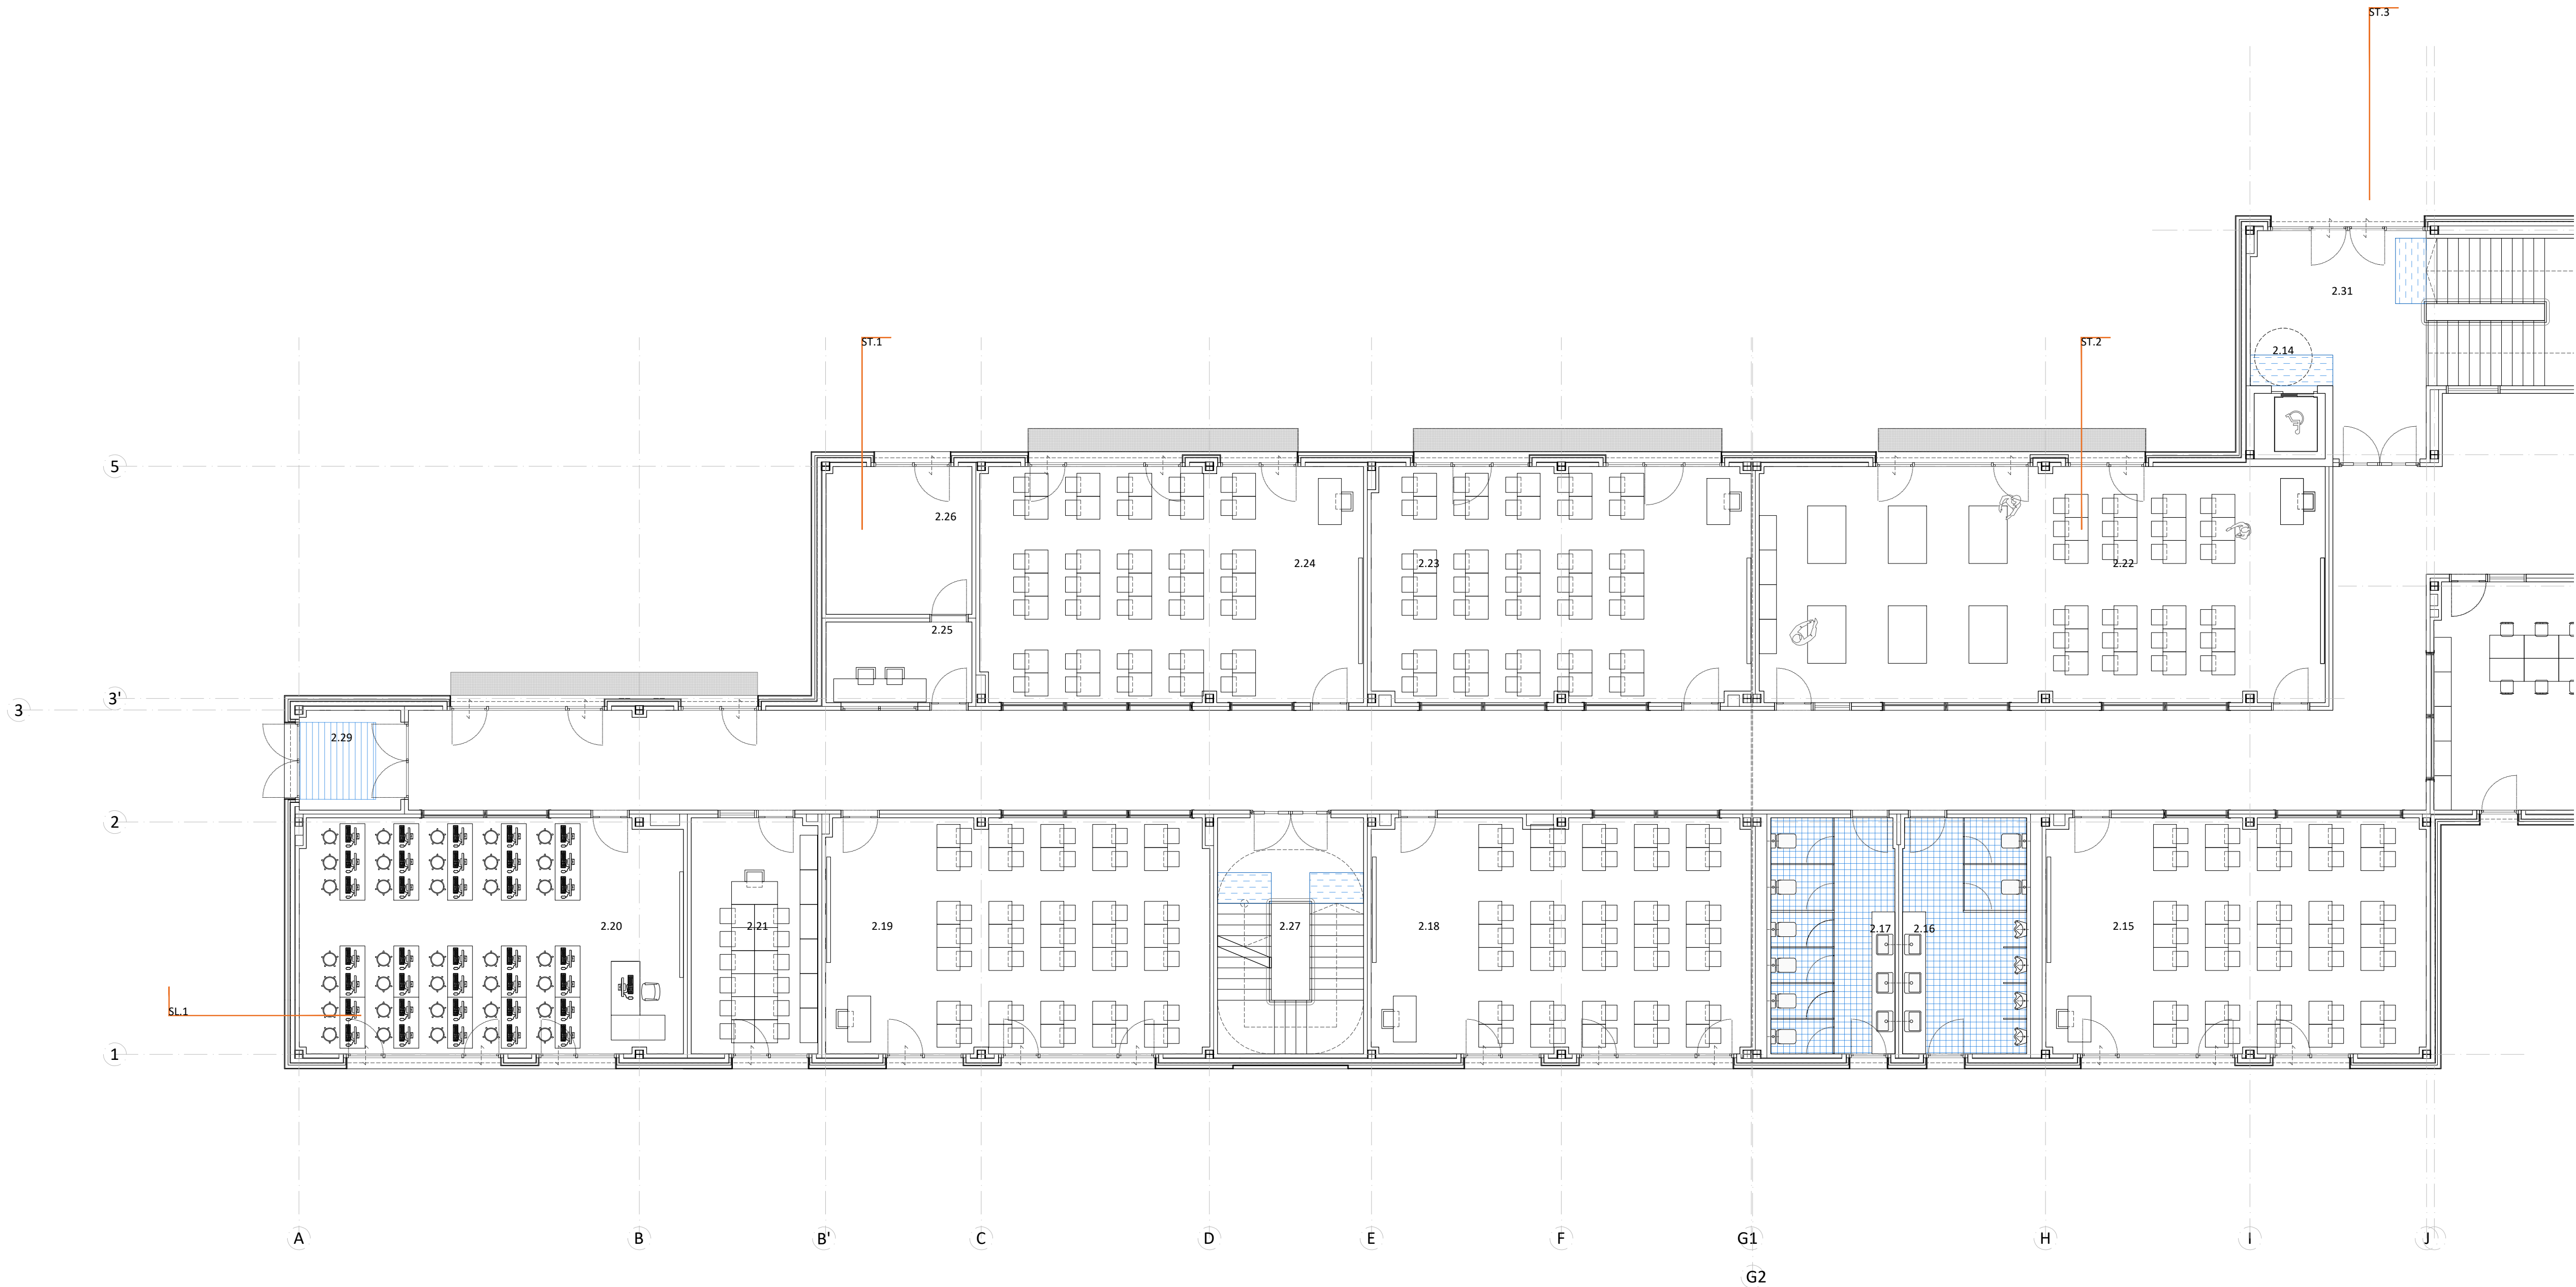 ST.3
2.31
ST.1
ST.2
2.14
5
2.26
2.24
2.23
2.22
2.25
3'
3
2.29
2
2.20
2.21
2.19
2.27
2.18
2.17
2.16
2.15
SL.1
1
A
B
B'
C
D
E
F
G1
H
I
J
G2